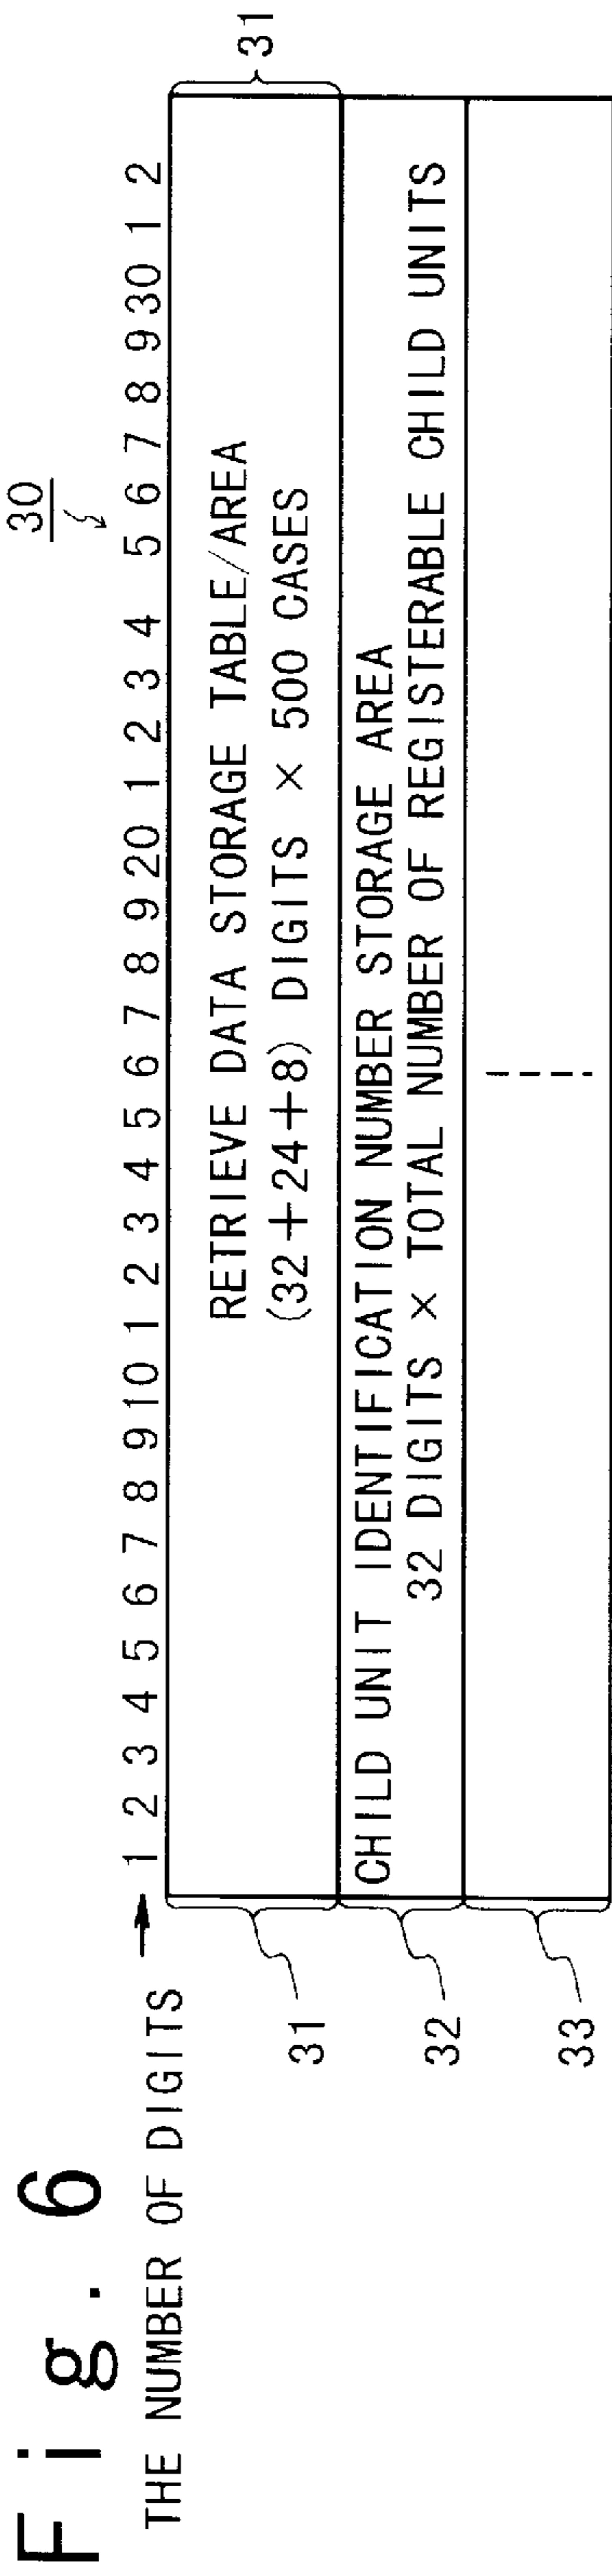 Fig. 6
30
THE NUMBER OF DIGITS → 1 2 3 4 5 6 7 8 9 10 1 2 3 4 5 6 7 8 9 20 1 2 3 4 5 6 7 8 9 30 1 2
31
RETRIEVE DATA STORAGE TABLE/AREA
(32+24+8) DIGITS × 500 CASES
31
32
CHILD UNIT IDENTIFICATION NUMBER STORAGE AREA
32 DIGITS × TOTAL NUMBER OF REGISTERABLE CHILD UNITS
33